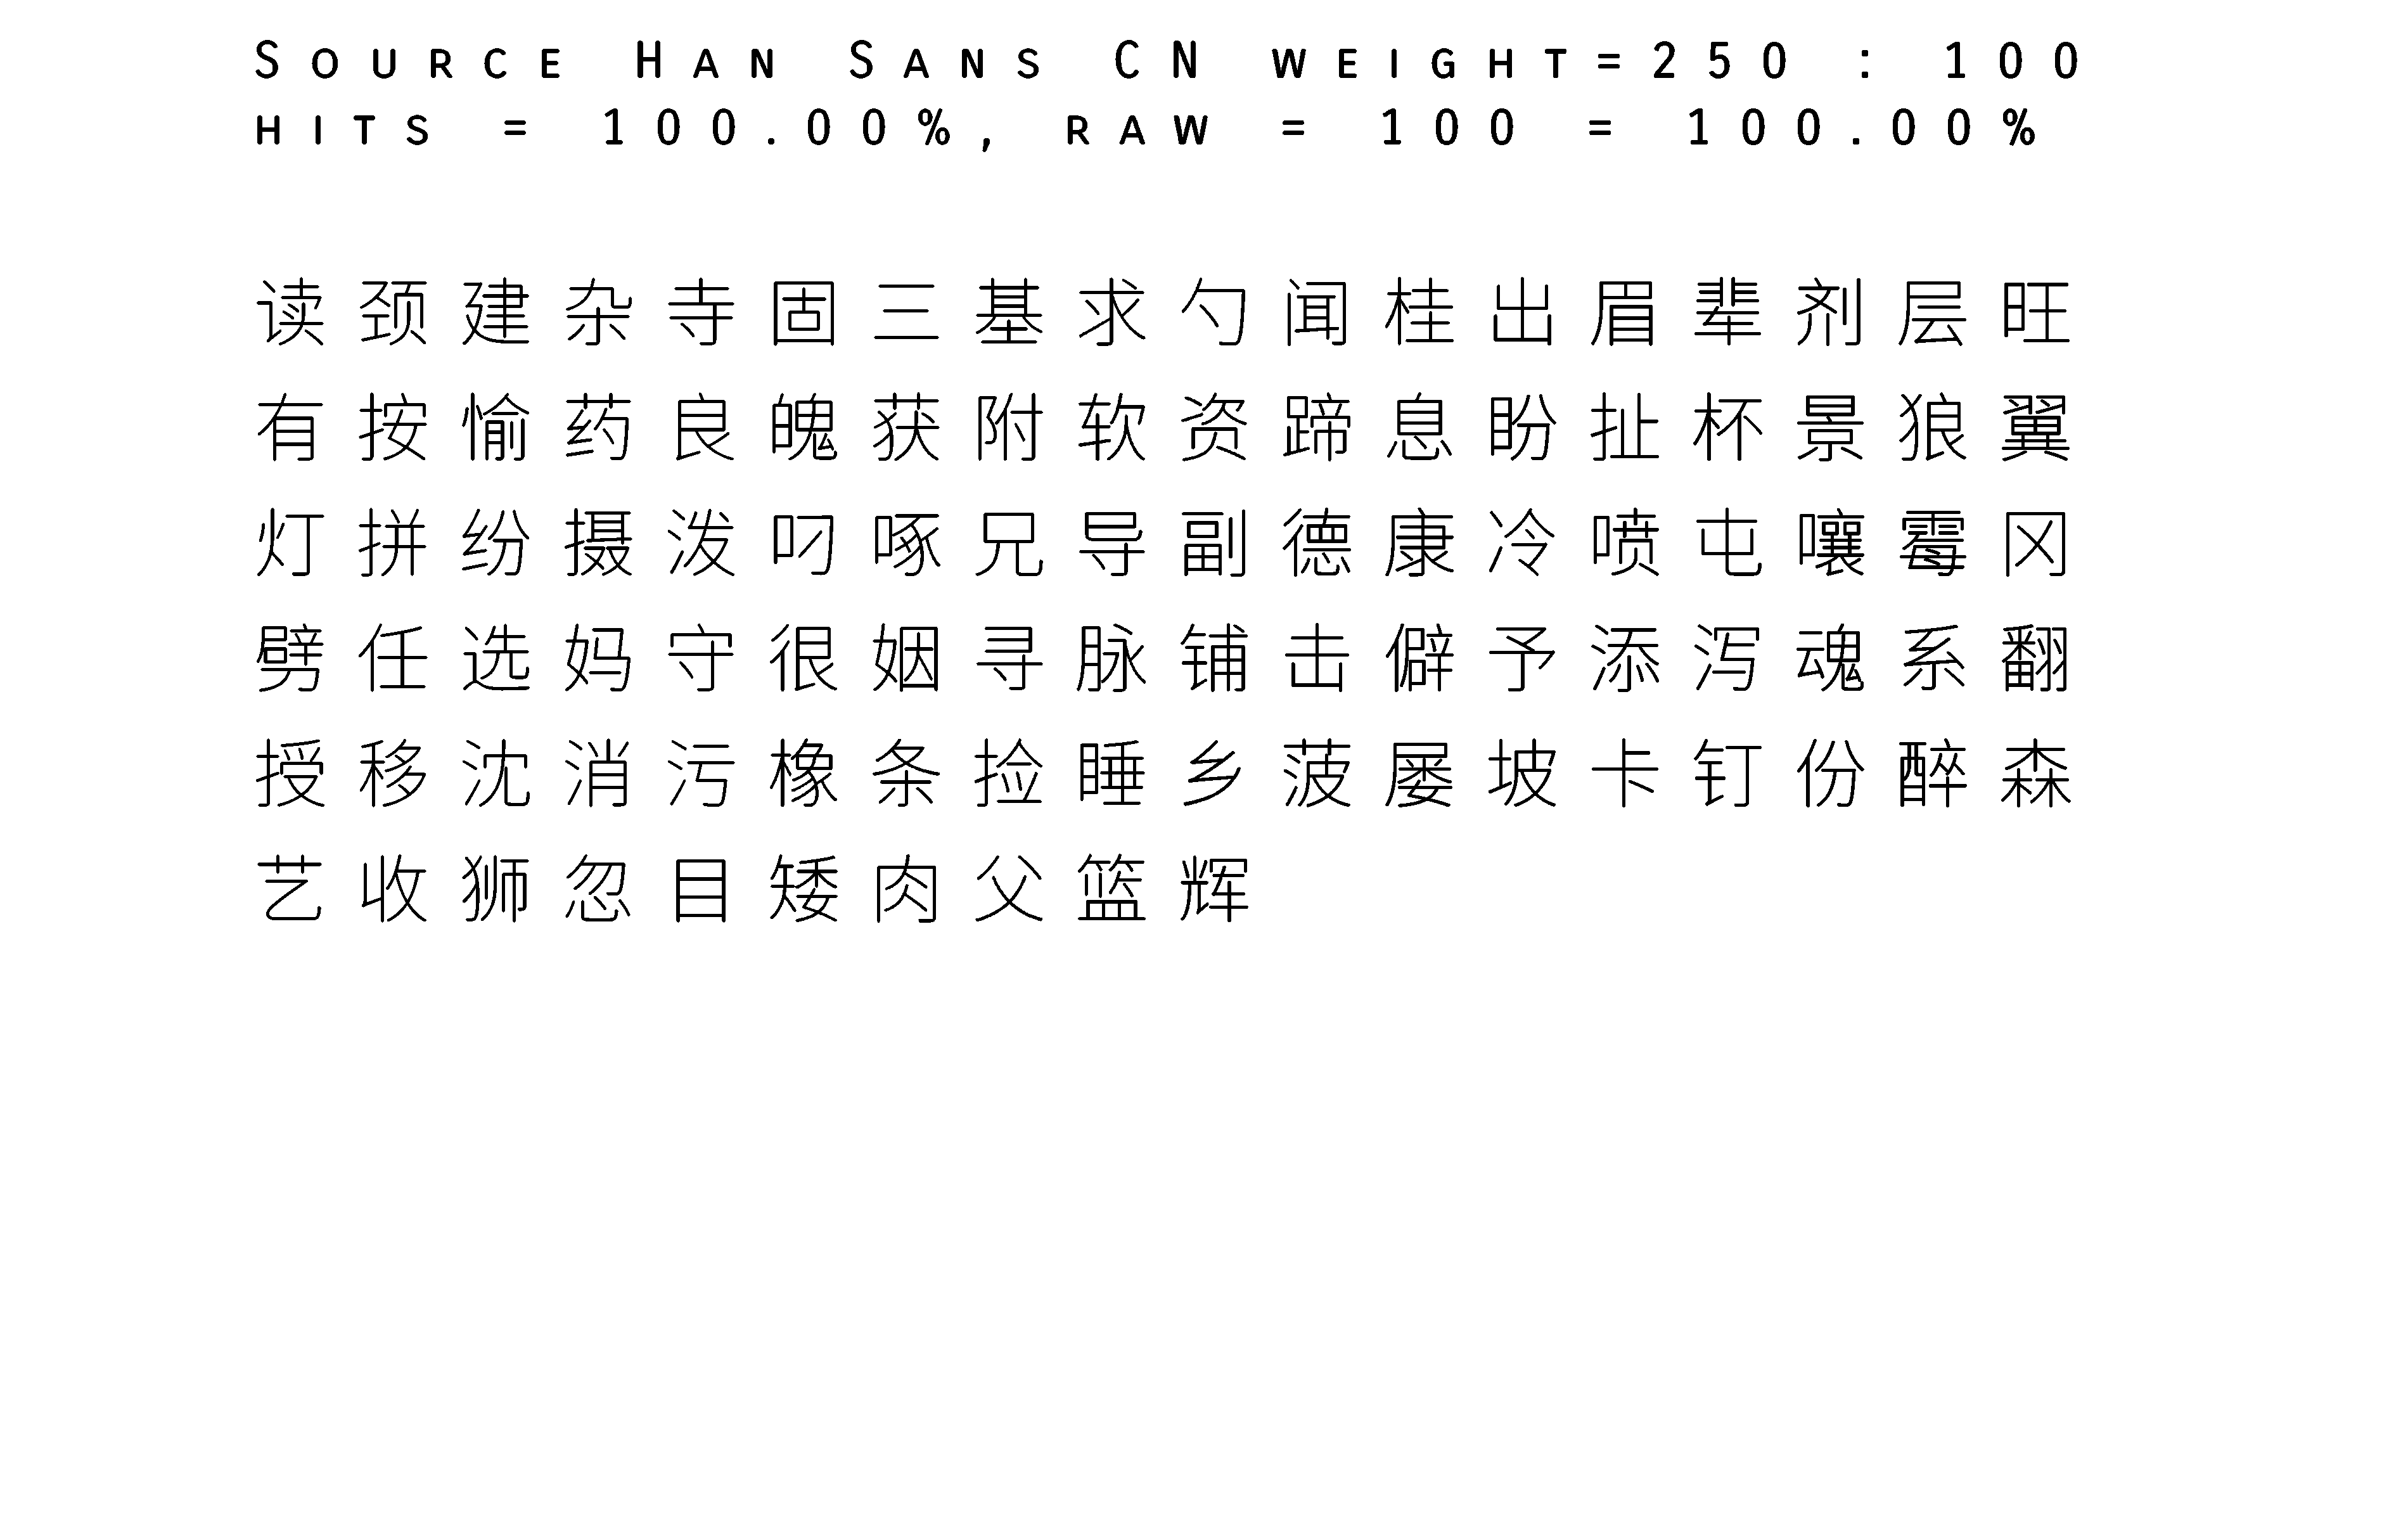 Source Han Sans CN weight=250 : 100
hits = 100.00%, raw = 100 = 100.00%
读颈建杂寺固三基求勺闻桂出眉辈剂层旺
有按愉药良魄获附软资蹄息盼扯杯景狼翼
灯拼纷摄泼叼啄兄导副德康冷喷屯嚷霉冈
劈任选妈守很姻寻脉铺击僻予添泻魂系翻
授移沈消污橡条捡睡乡菠屡坡卡钉份醉森
艺收狮忽目矮肉父篮辉